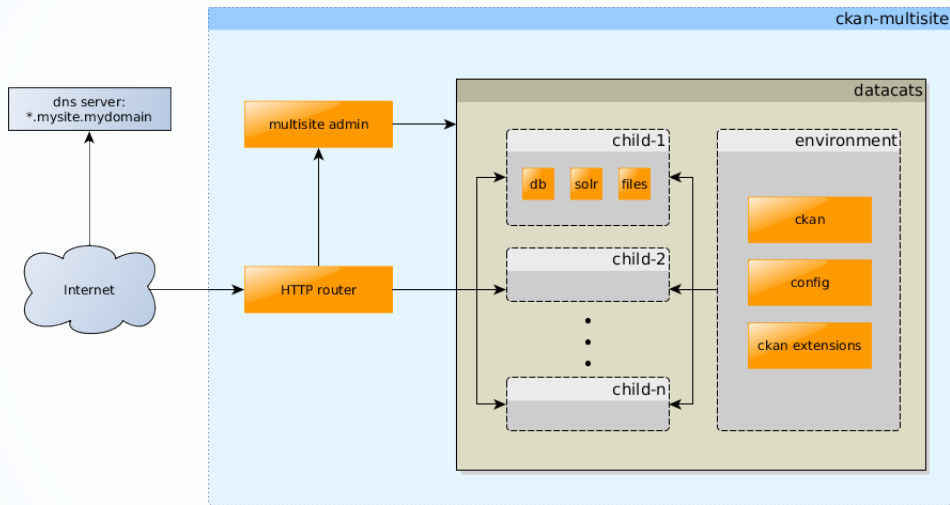 ckan-multisite
dns server:
*.mysite.mydomain
datacats
multisite admin
child-1
environment
db
solr
files
ckan
child-2
Internet
HTTP router
config
ckan extensions
child-n